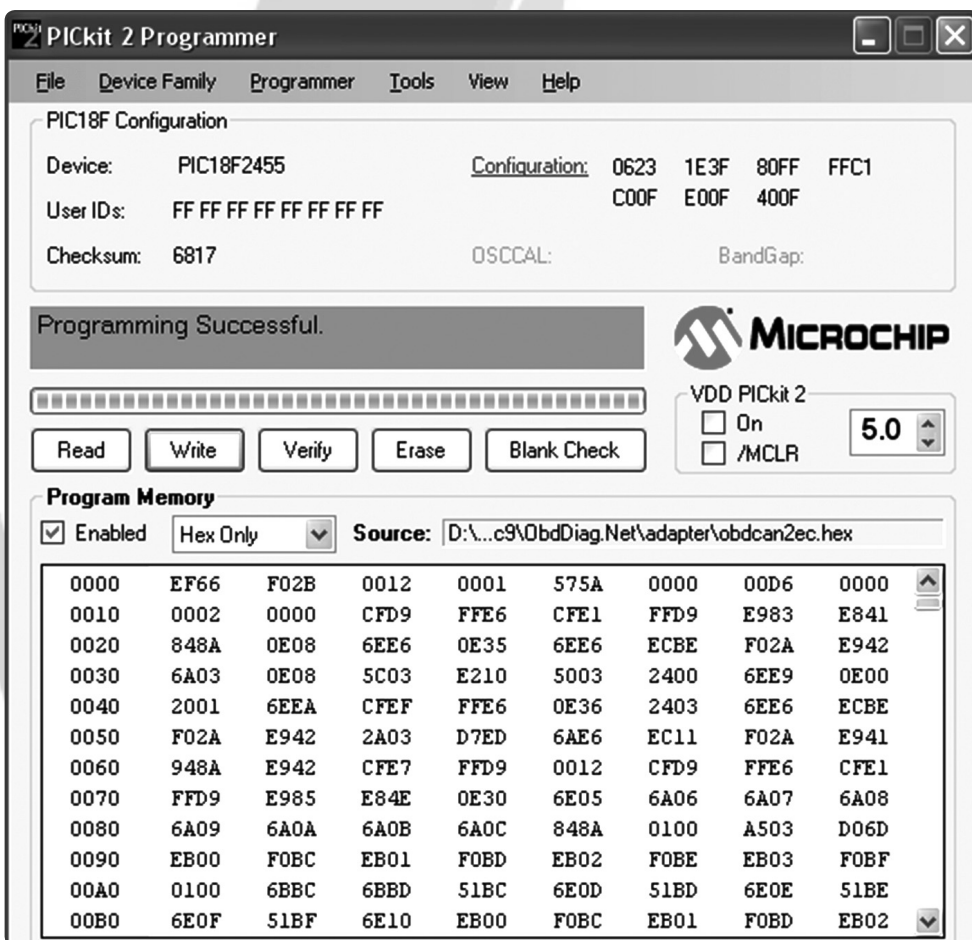 PICkit 2 Programmer
File Device Family Programmer Tools View Help
PIC18F Configuration
Device: PIC18F2455 Configuration: 0623 1E3F 80FF FFC1
C00F E00F 400F
User IDs: FF FF FF FF FF FF FF FF
Checksum: 6817 OSCCAL: BandGap:
Programming Successful.
MICROCHIP
VDD PICkit 2
On
/MCLR
5.0
Read Write Verify Erase Blank Check
Program Memory
Enabled Hex Only Source: D:\...c9\ObdDiag.Net\adapter\obdcan2ec.hex
0000 EF66 F02B 0012 0001 575A 0000 00D6 0000
0010 0002 0000 CFD9 FFE6 CFE1 FFD9 E983 E841
0020 848A 0E08 6EE6 0E35 6EE6 ECBE F02A E942
0030 6A03 0E08 5C03 E210 5003 2400 6EE9 0E00
0040 2001 6EEA CFEF FFE6 0E36 2403 6EE6 ECBE
0050 F02A E942 2A03 D7ED 6AE6 EC11 F02A E941
0060 948A E942 CFE7 FFD9 0012 CFD9 FFE6 CFE1
0070 FFD9 E985 E84E 0E30 6E05 6A06 6A07 6A08
0080 6A09 6A0A 6A0B 6A0C 848A 0100 A503 D06D
0090 EB00 F0BC EB01 F0BD EB02 F0BE EB03 F0BF
00A0 0100 6BBC 6BBD 51BC 6E0D 51BD 6E0E 51BE
00B0 6E0F 51BF 6E10 EB00 F0BC EB01 F0BD EB02